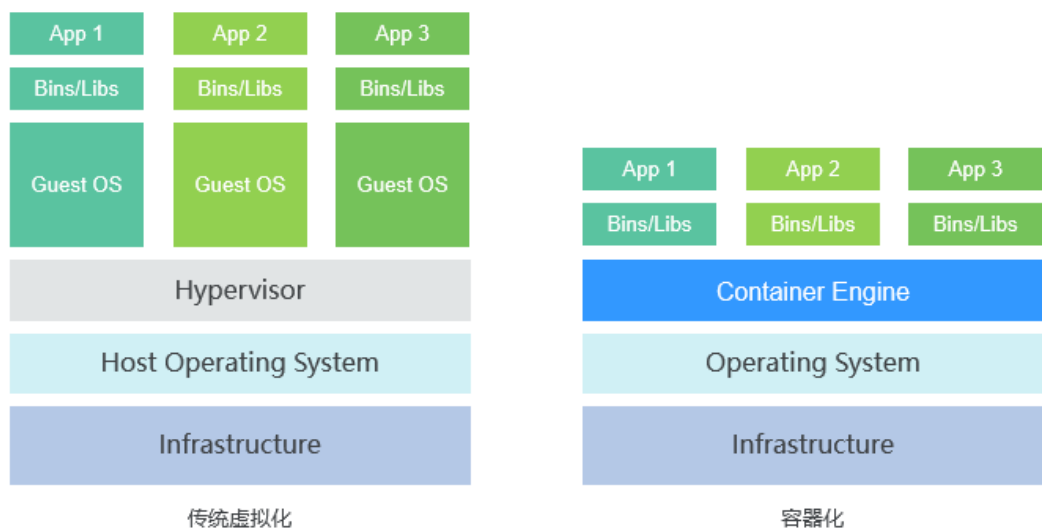 App 1 App 2 App 3
Bins/Libs Bins/Libs Bins/Libs
Guest OS Guest OS Guest OS
Hypervisor
Host Operating System
Infrastructure
传统虚拟化
App 1 App 2 App 3
Bins/Libs Bins/Libs Bins/Libs
Container Engine
Operating System
Infrastructure
容器化